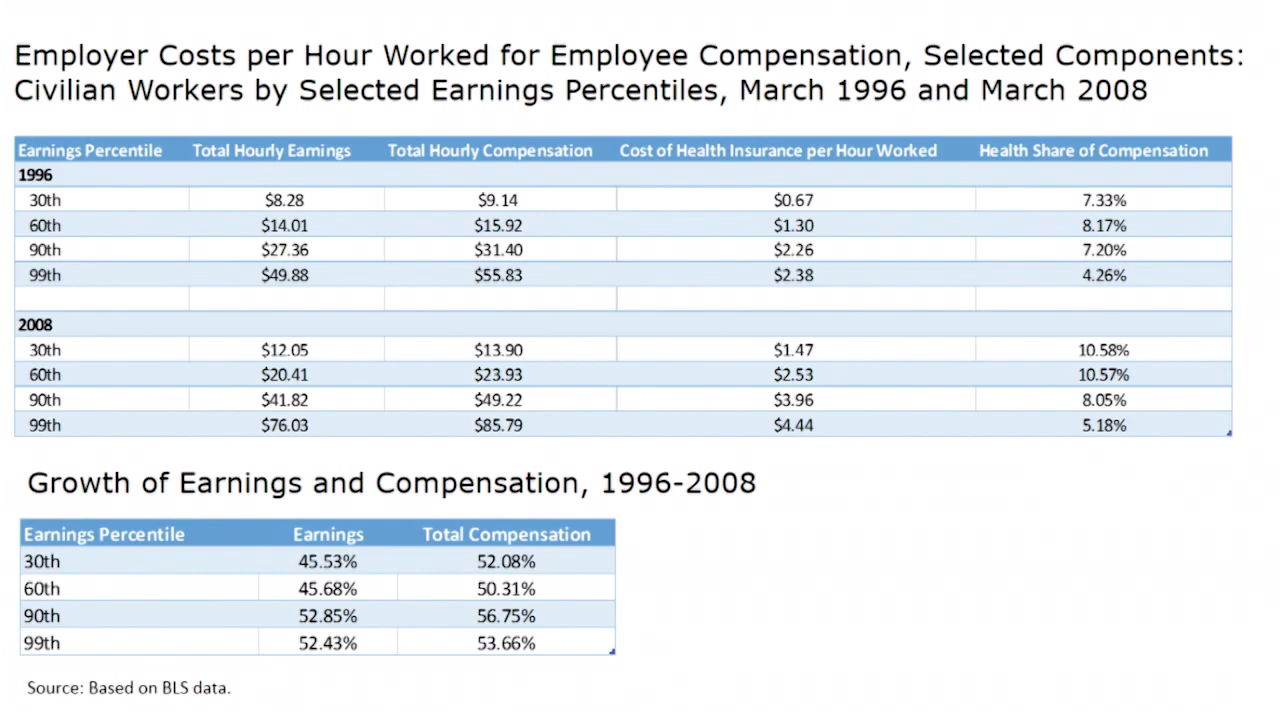 Employer Costs per Hour Worked for Employee Compensation, Selected Components:
Civilian Workers by Selected Earnings Percentiles, March 1996 and March 2008
Earnings Percentile Total Hourly Earnings Total Hourly Compensation Cost of Health Insurance per Hour Worked Health Share of Compensation
1996
30th $8.28 $9.14 $0.67 7.33%
60th $14.01 $15.92 $1.30 8.17%
90th $27.36 $31.40 $2.26 7.20%
99th $49.88 $55.83 $2.38 4.26%
2008
30th $12.05 $13.90 $1.47 10.58%
60th $20.41 $23.93 $2.53 10.57%
90th $41.82 $49.22 $3.96 8.05%
99th $76.03 $85.79 $4.44 5.18%
Growth of Earnings and Compensation, 1996-2008
Earnings Percentile Earnings Total Compensation
30th 45.53% 52.08%
60th 45.68% 50.31%
90th 52.85% 56.75%
99th 52.43% 53.66%
Source: Based on BLS data.